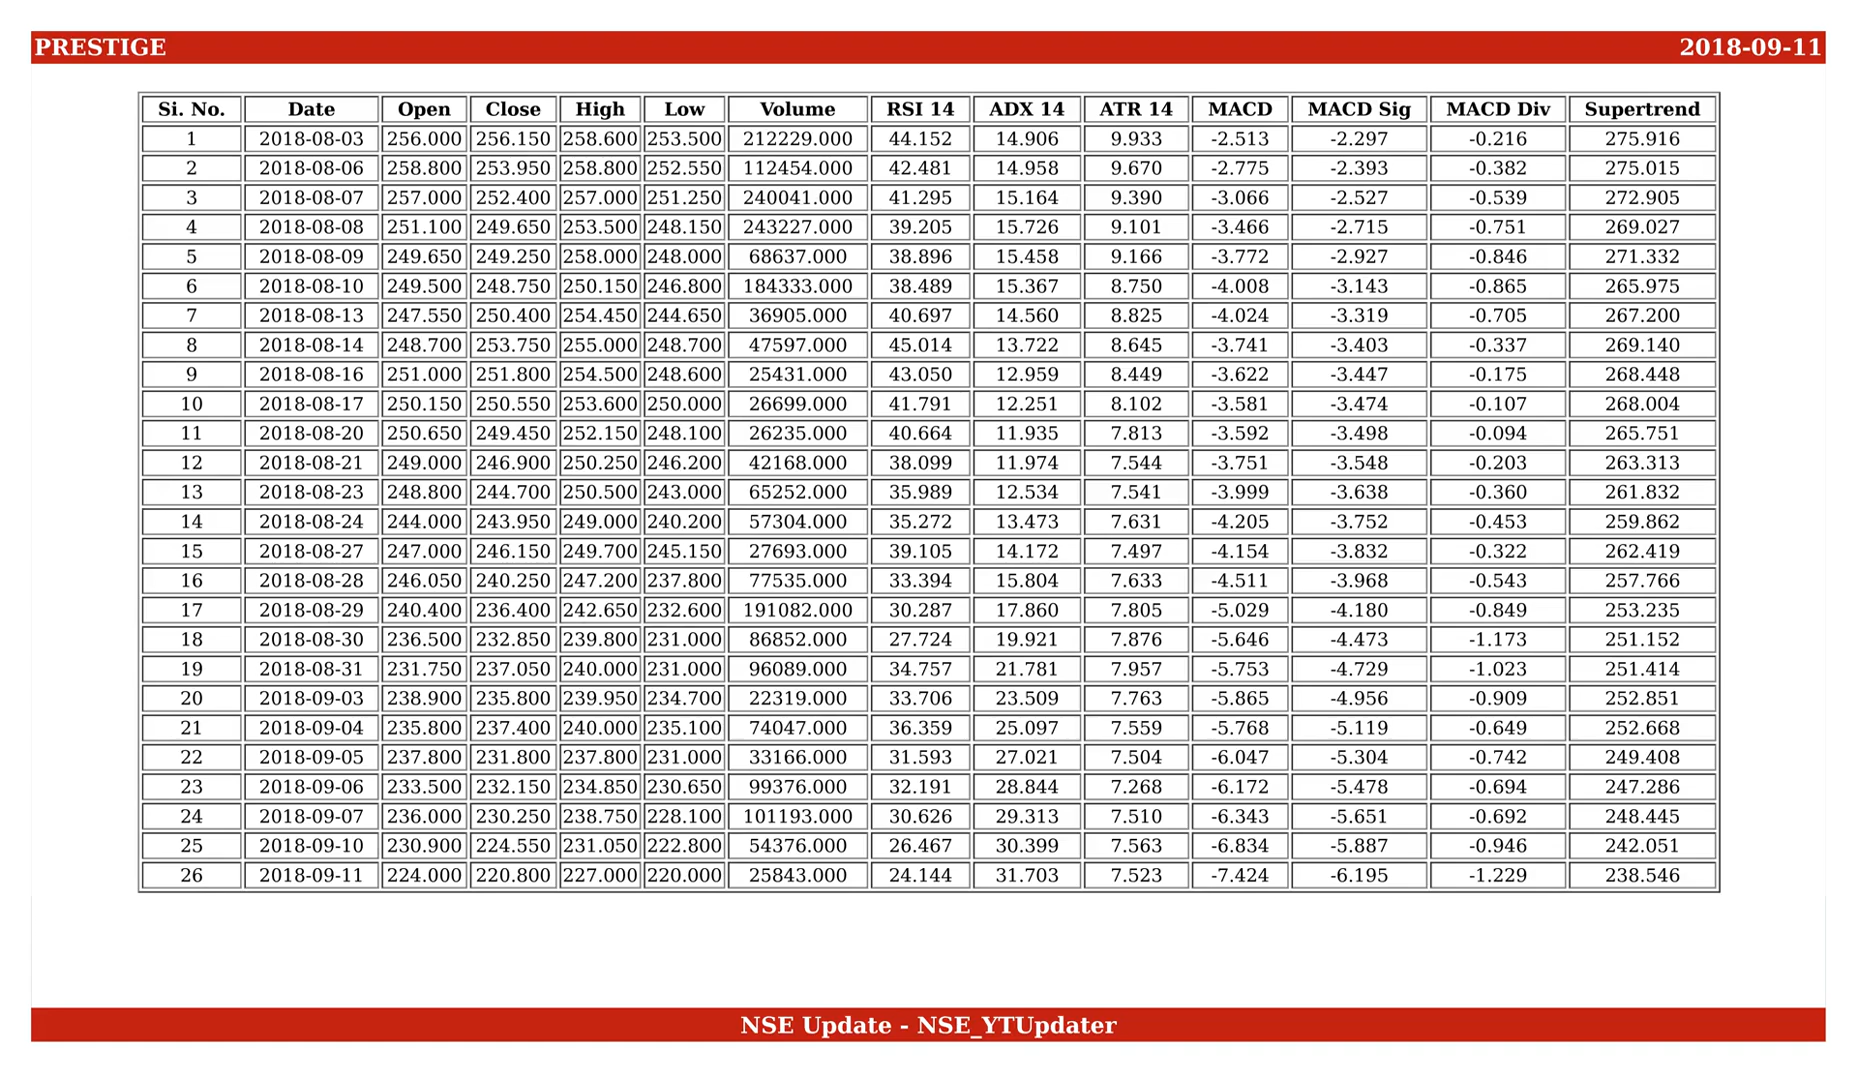 PRESTIGE 2018-09-11
Si. No. Date Open Close High Low Volume RSI 14 ADX 14 ATR 14 MACD MACD Sig MACD Div Supertrend
1 2018-08-03 256.000 256.150 258.600 253.500 212229.000 44.152 14.906 9.933 -2.513 -2.297 -0.216 275.916
2 2018-08-06 258.800 253.950 258.800 252.550 112454.000 42.481 14.958 9.670 -2.775 -2.393 -0.382 275.015
3 2018-08-07 257.000 252.400 257.000 251.250 240041.000 41.295 15.164 9.390 -3.066 -2.527 -0.539 272.905
4 2018-08-08 251.100 249.650 253.500 248.150 243227.000 39.205 15.726 9.101 -3.466 -2.715 -0.751 269.027
5 2018-08-09 249.650 249.250 258.000 248.000 68637.000 38.896 15.458 9.166 -3.772 -2.927 -0.846 271.332
6 2018-08-10 249.500 248.750 250.150 246.800 184333.000 38.489 15.367 8.750 -4.008 -3.143 -0.865 265.975
7 2018-08-13 247.550 250.400 254.450 244.650 36905.000 40.697 14.560 8.825 -4.024 -3.319 -0.705 267.200
8 2018-08-14 248.700 253.750 255.000 248.700 47597.000 45.014 13.722 8.645 -3.741 -3.403 -0.337 269.140
9 2018-08-16 251.000 251.800 254.500 248.600 25431.000 43.050 12.959 8.449 -3.622 -3.447 -0.175 268.448
10 2018-08-17 250.150 250.550 253.600 250.000 26699.000 41.791 12.251 8.102 -3.581 -3.474 -0.107 268.004
11 2018-08-20 250.650 249.450 252.150 248.100 26235.000 40.664 11.935 7.813 -3.592 -3.498 -0.094 265.751
12 2018-08-21 249.000 246.900 250.250 246.200 42168.000 38.099 11.974 7.544 -3.751 -3.548 -0.203 263.313
13 2018-08-23 248.800 244.700 250.500 243.000 65252.000 35.989 12.534 7.541 -3.999 -3.638 -0.360 261.832
14 2018-08-24 244.000 243.950 249.000 240.200 57304.000 35.272 13.473 7.631 -4.205 -3.752 -0.453 259.862
15 2018-08-27 247.000 246.150 249.700 245.150 27693.000 39.105 14.172 7.497 -4.154 -3.832 -0.322 262.419
16 2018-08-28 246.050 240.250 247.200 237.800 77535.000 33.394 15.804 7.633 -4.511 -3.968 -0.543 257.766
17 2018-08-29 240.400 236.400 242.650 232.600 191082.000 30.287 17.860 7.805 -5.029 -4.180 -0.849 253.235
18 2018-08-30 236.500 232.850 239.800 231.000 86852.000 27.724 19.921 7.876 -5.646 -4.473 -1.173 251.152
19 2018-08-31 231.750 237.050 240.000 231.000 96089.000 34.757 21.781 7.957 -5.753 -4.729 -1.023 251.414
20 2018-09-03 238.900 235.800 239.950 234.700 22319.000 33.706 23.509 7.763 -5.865 -4.956 -0.909 252.851
21 2018-09-04 235.800 237.400 240.000 235.100 74047.000 36.359 25.097 7.559 -5.768 -5.119 -0.649 252.668
22 2018-09-05 237.800 231.800 237.800 231.000 33166.000 31.593 27.021 7.504 -6.047 -5.304 -0.742 249.408
23 2018-09-06 233.500 232.150 234.850 230.650 99376.000 32.191 28.844 7.268 -6.172 -5.478 -0.694 247.286
24 2018-09-07 236.000 230.250 238.750 228.100 101193.000 30.626 29.313 7.510 -6.343 -5.651 -0.692 248.445
25 2018-09-10 230.900 224.550 231.050 222.800 54376.000 26.467 30.399 7.563 -6.834 -5.887 -0.946 242.051
26 2018-09-11 224.000 220.800 227.000 220.000 25843.000 24.144 31.703 7.523 -7.424 -6.195 -1.229 238.546
NSE Update - NSE_YTUpdater